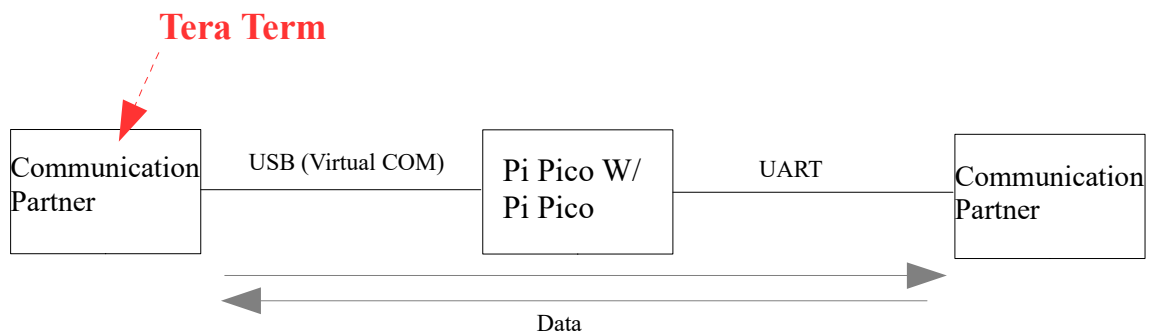 Tera Term
Communication
Partner
USB (Virtual COM)
Pi Pico W/
Pi Pico
UART
Communication
Partner
Data